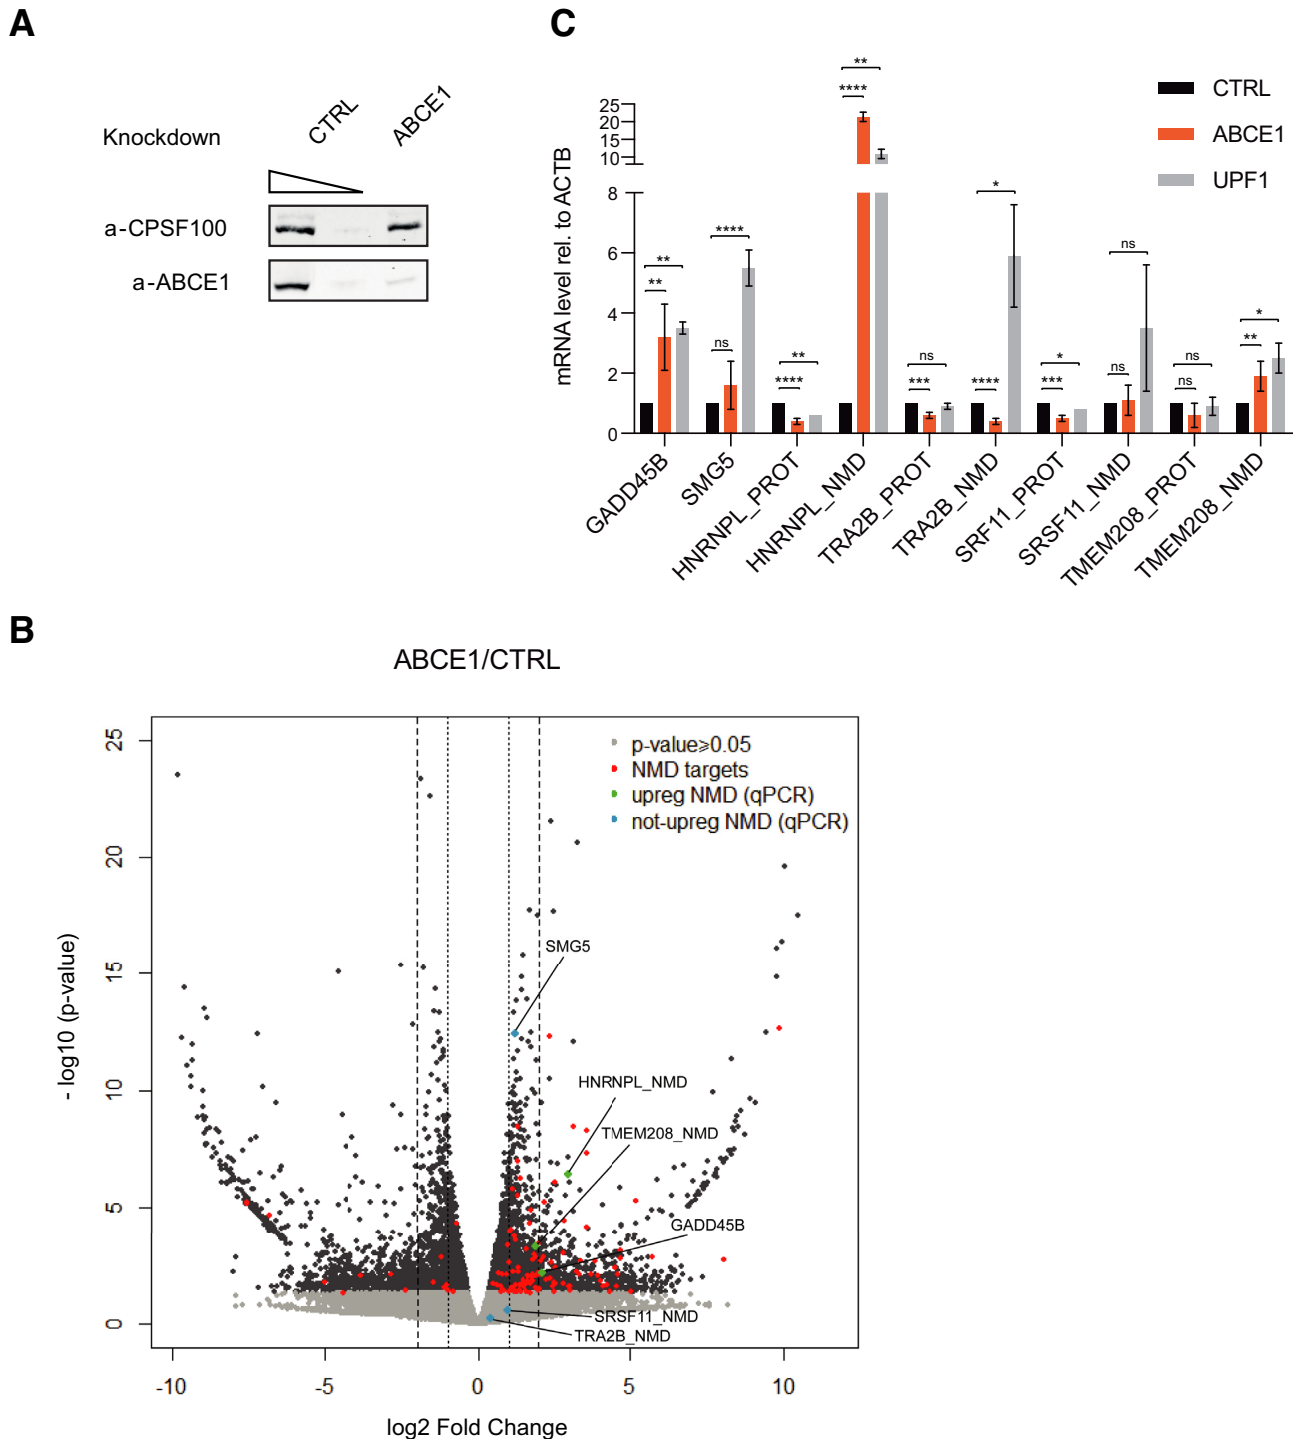 A
Knockdown
CTRL
ABCE1
a-CPSF100
a-ABCE1
C
mRNA level rel. to ACTB
25
20
15
10
8
6
4
2
0
** **
ns ****
**** **
**** **
*** ns
**** *
*** *
ns ns
ns ns
** *
CTRL
ABCE1
UPF1
GADD45B
SMG5
HNRNPL_PROT
HNRNPL_NMD
TRA2B_PROT
TRA2B_NMD
SRF11_PROT
SRSF11_NMD
TMEM208_PROT
TMEM208_NMD
B
ABCE1/CTRL
- log10 (p-value)
25
20
15
10
5
0
p-value≥0.05
NMD targets
upreg NMD (qPCR)
not-upreg NMD (qPCR)
SMG5
HNRNPL_NMD
TMEM208_NMD
GADD45B
SRSF11_NMD
TRA2B_NMD
-10 -5 0 5 10
log2 Fold Change